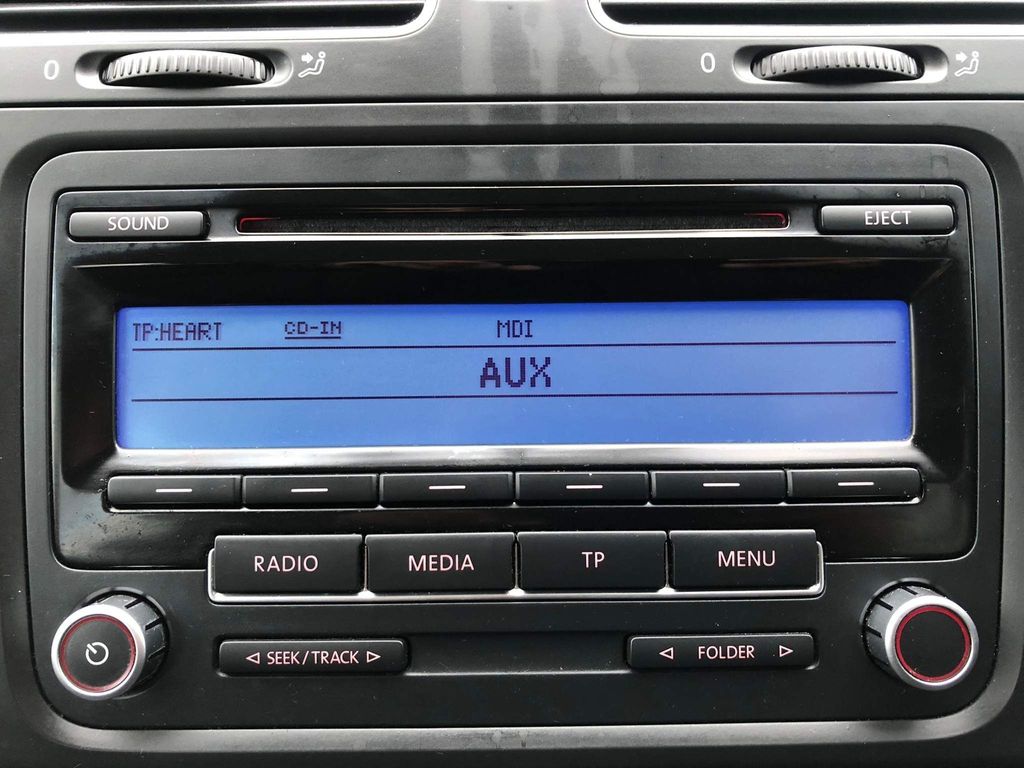 0 0
SOUND EJECT
TP:HEART CD-IN MDI
AUX
RADIO MEDIA TP MENU
SEEK/TRACK FOLDER